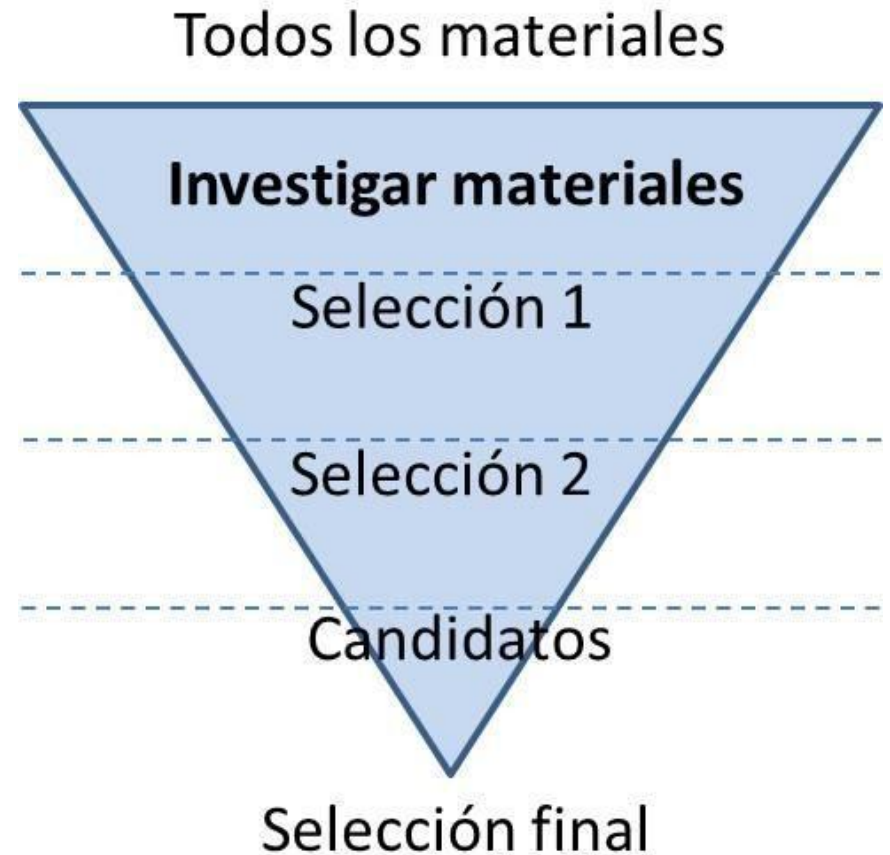 Todos los materiales
Investigar materiales
Selección 1
Selección 2
Candidatos
Selección final